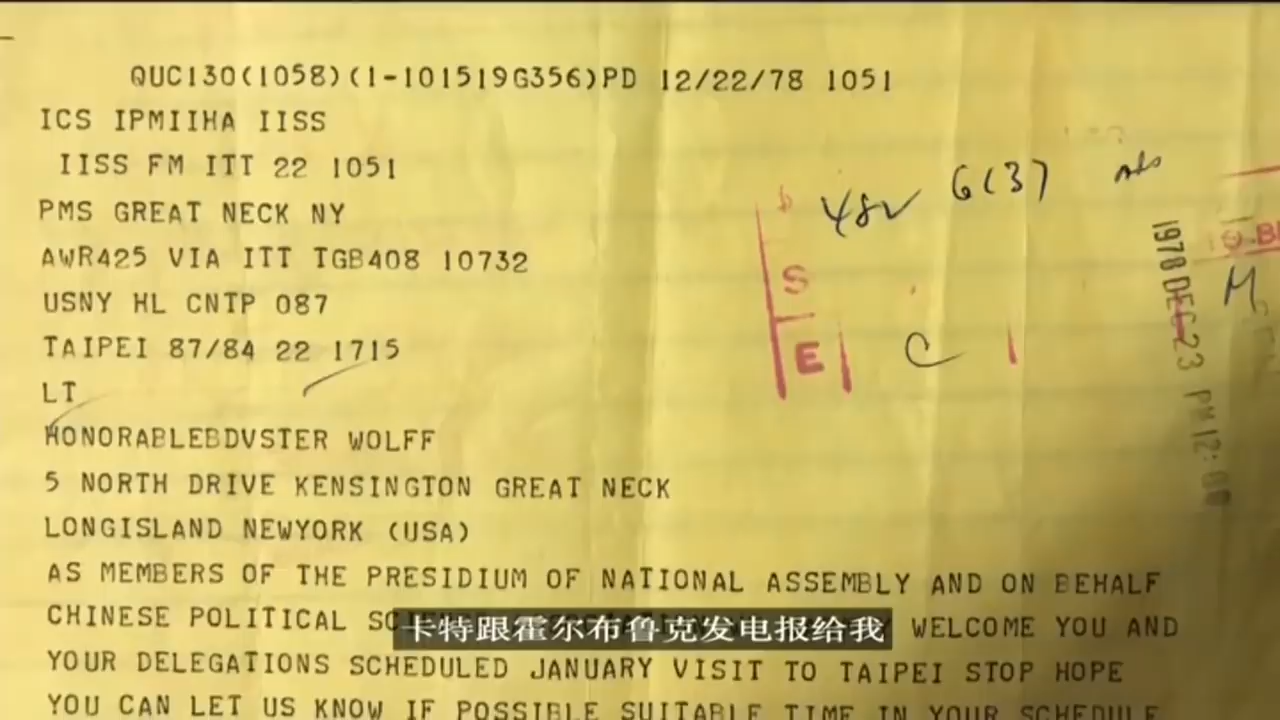 QUC130(1058)(1-101519G356)PD 12/22/78 1051
ICS IPMIIHA IISS
IISS FM ITT 22 1051
PMS GREAT NECK NY
AWR425 VIA ITT TGB408 10732
USNY HL CNTP 087
TAIPEI 87/84 22 1715
LT
HONORABLEBDVSTER WOLFF
5 NORTH DRIVE KENSINGTON GREAT NECK
LONGISLAND NEWYORK (USA)
AS MEMBERS OF THE PRESIDIUM OF NATIONAL ASSEMBLY AND ON BEHALF
CHINESE POLITICAL WELCOME YOU AND
YOUR DELEGATIONS SCHEDULED JANUARY VISIT TO TAIPEI STOP HOPE
YOU CAN LET US KNOW IF POSSIBLE SUITABLE TIME IN YOUR SCHEDULE
6(3)
S
E
C
1978 DEC 23 PM 12:00
M
卡特跟霍尔布鲁克发电报给我